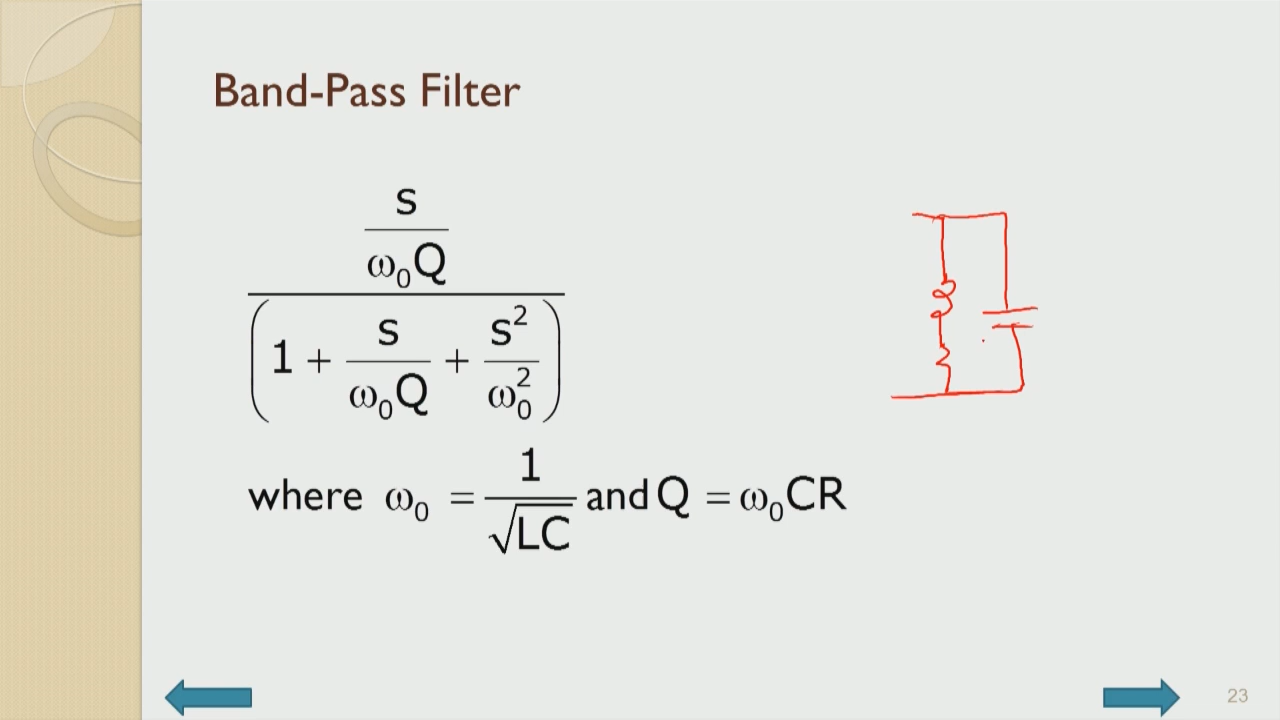 Band-Pass Filter
s
ω₀Q
(1 + s/ω₀Q + s²/ω₀²)
where ω₀ = 1/√LC and Q = ω₀CR
23